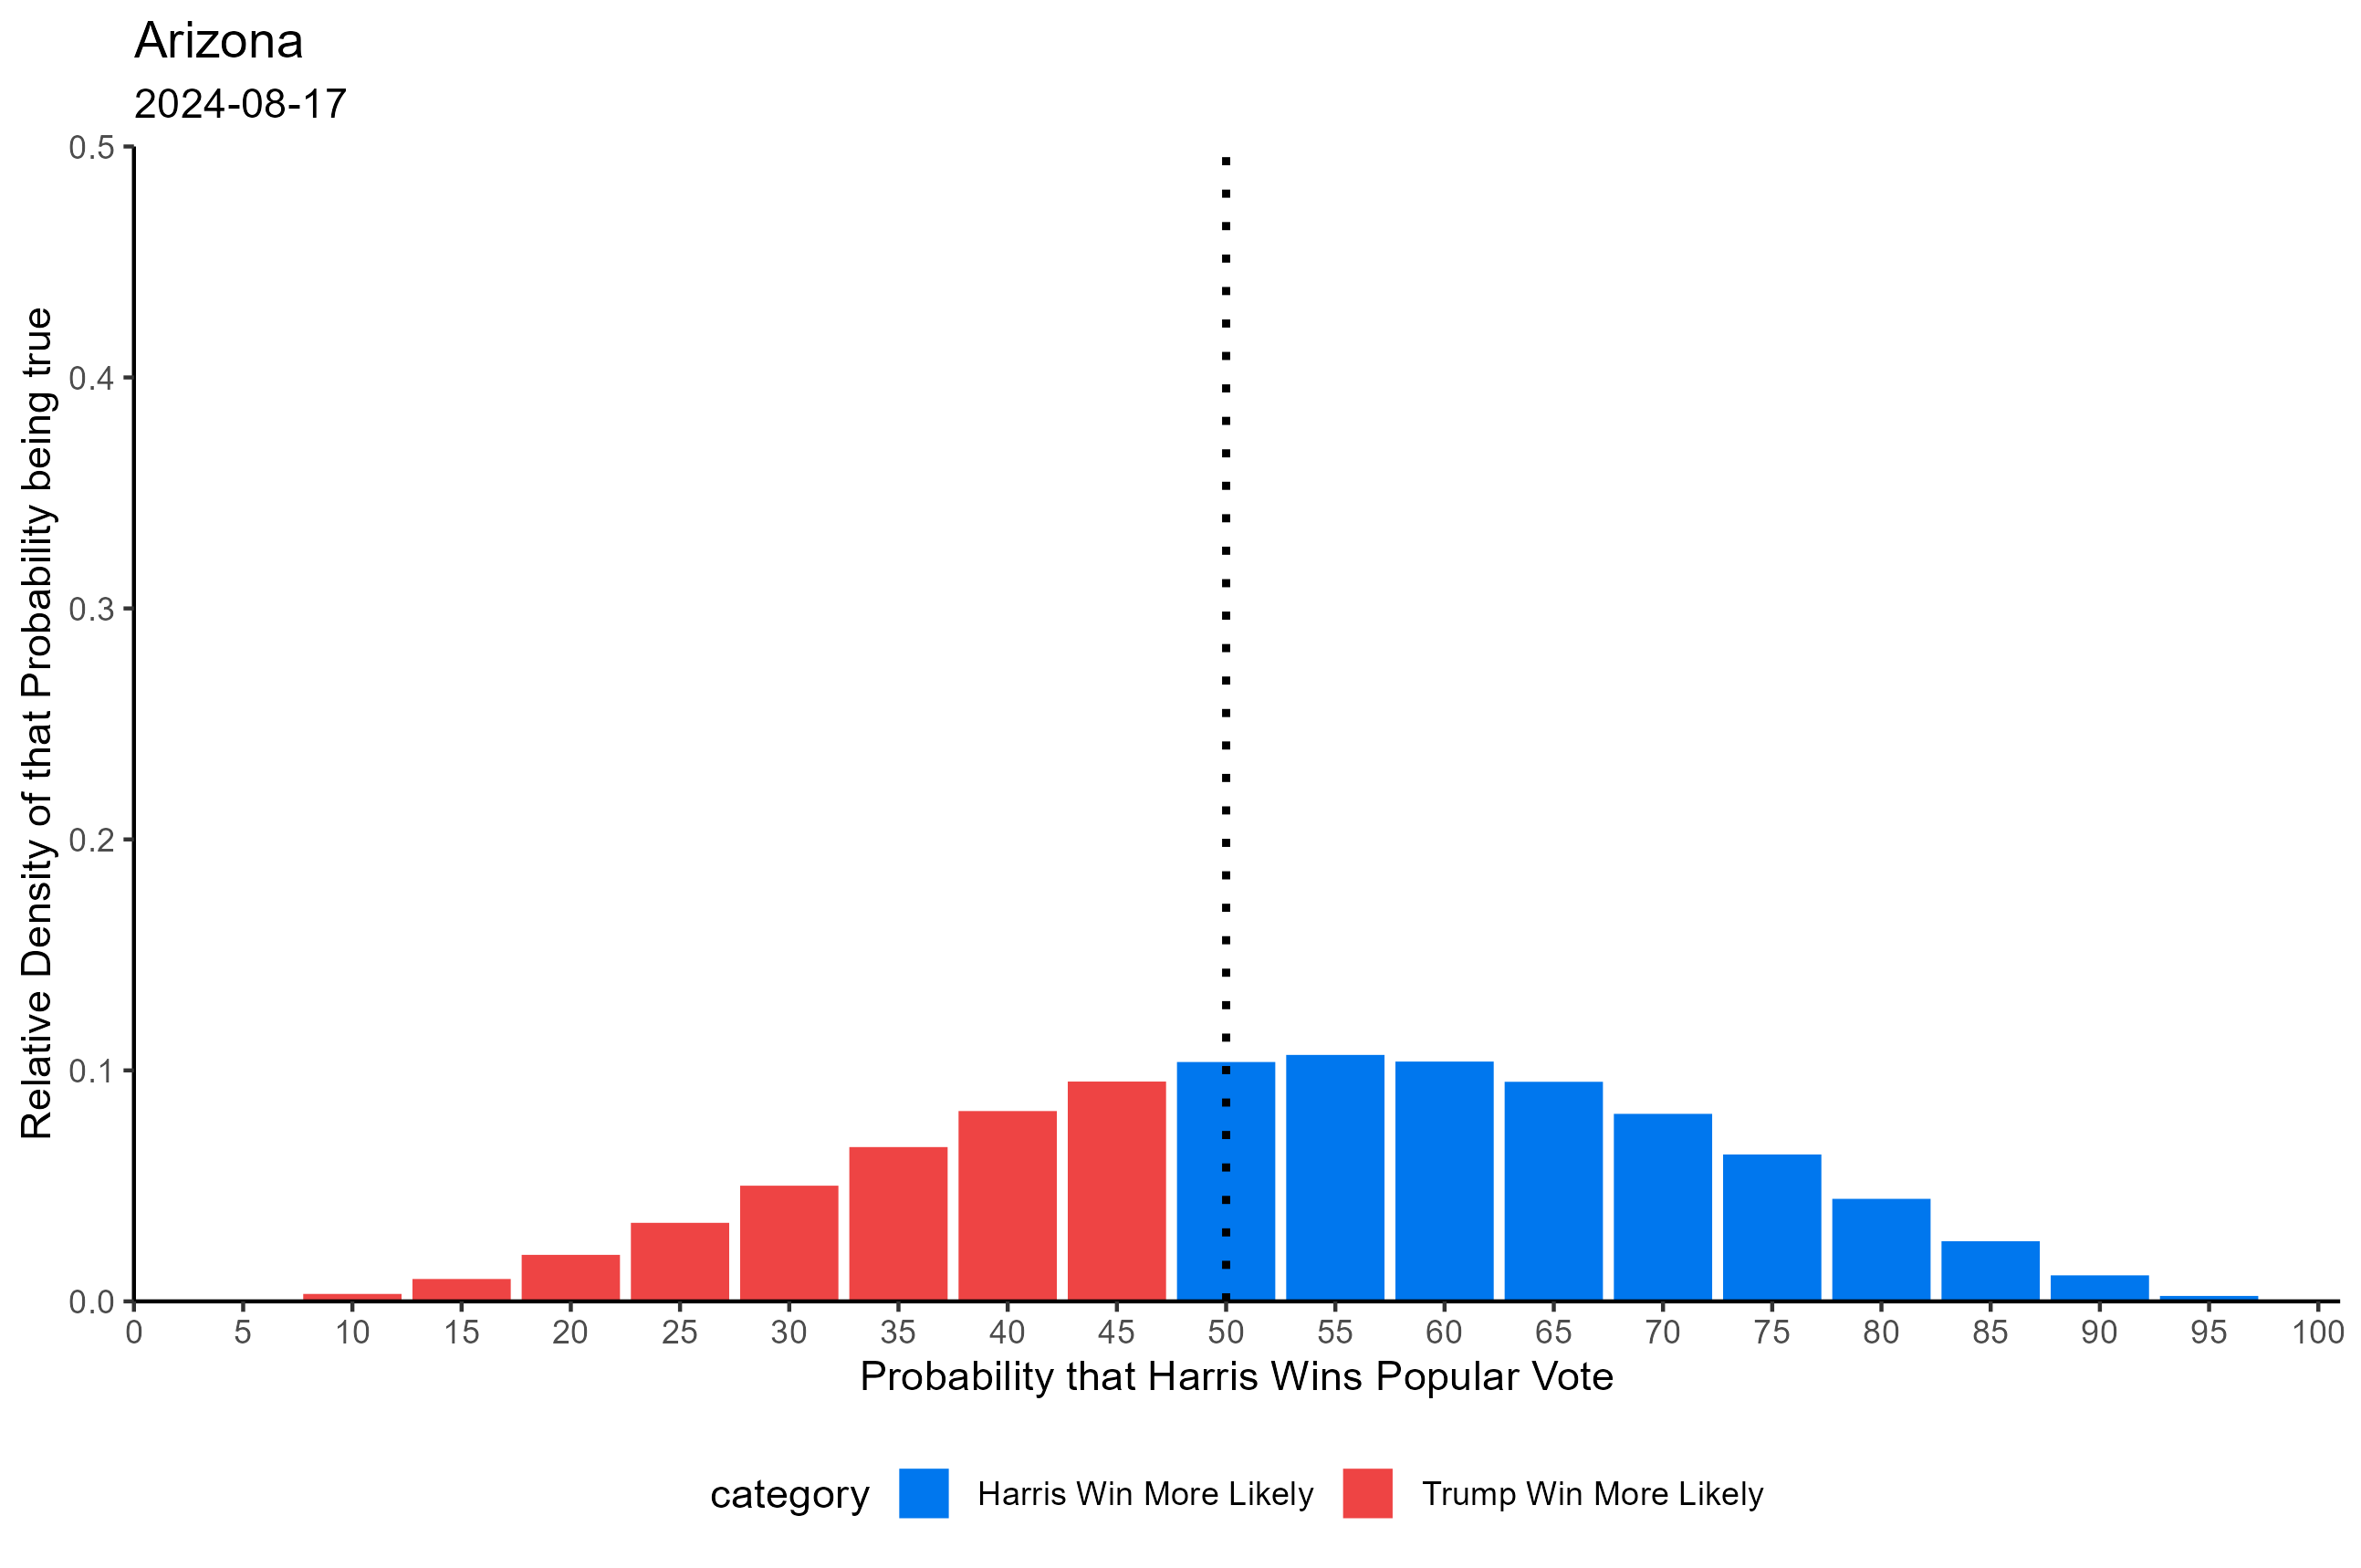 Arizona
2024-08-17
Relative Density of that Probability being true
0.5
0.4
0.3
0.2
0.1
0.0
0 5 10 15 20 25 30 35 40 45 50 55 60 65 70 75 80 85 90 95 100
Probability that Harris Wins Popular Vote
category Harris Win More Likely Trump Win More Likely